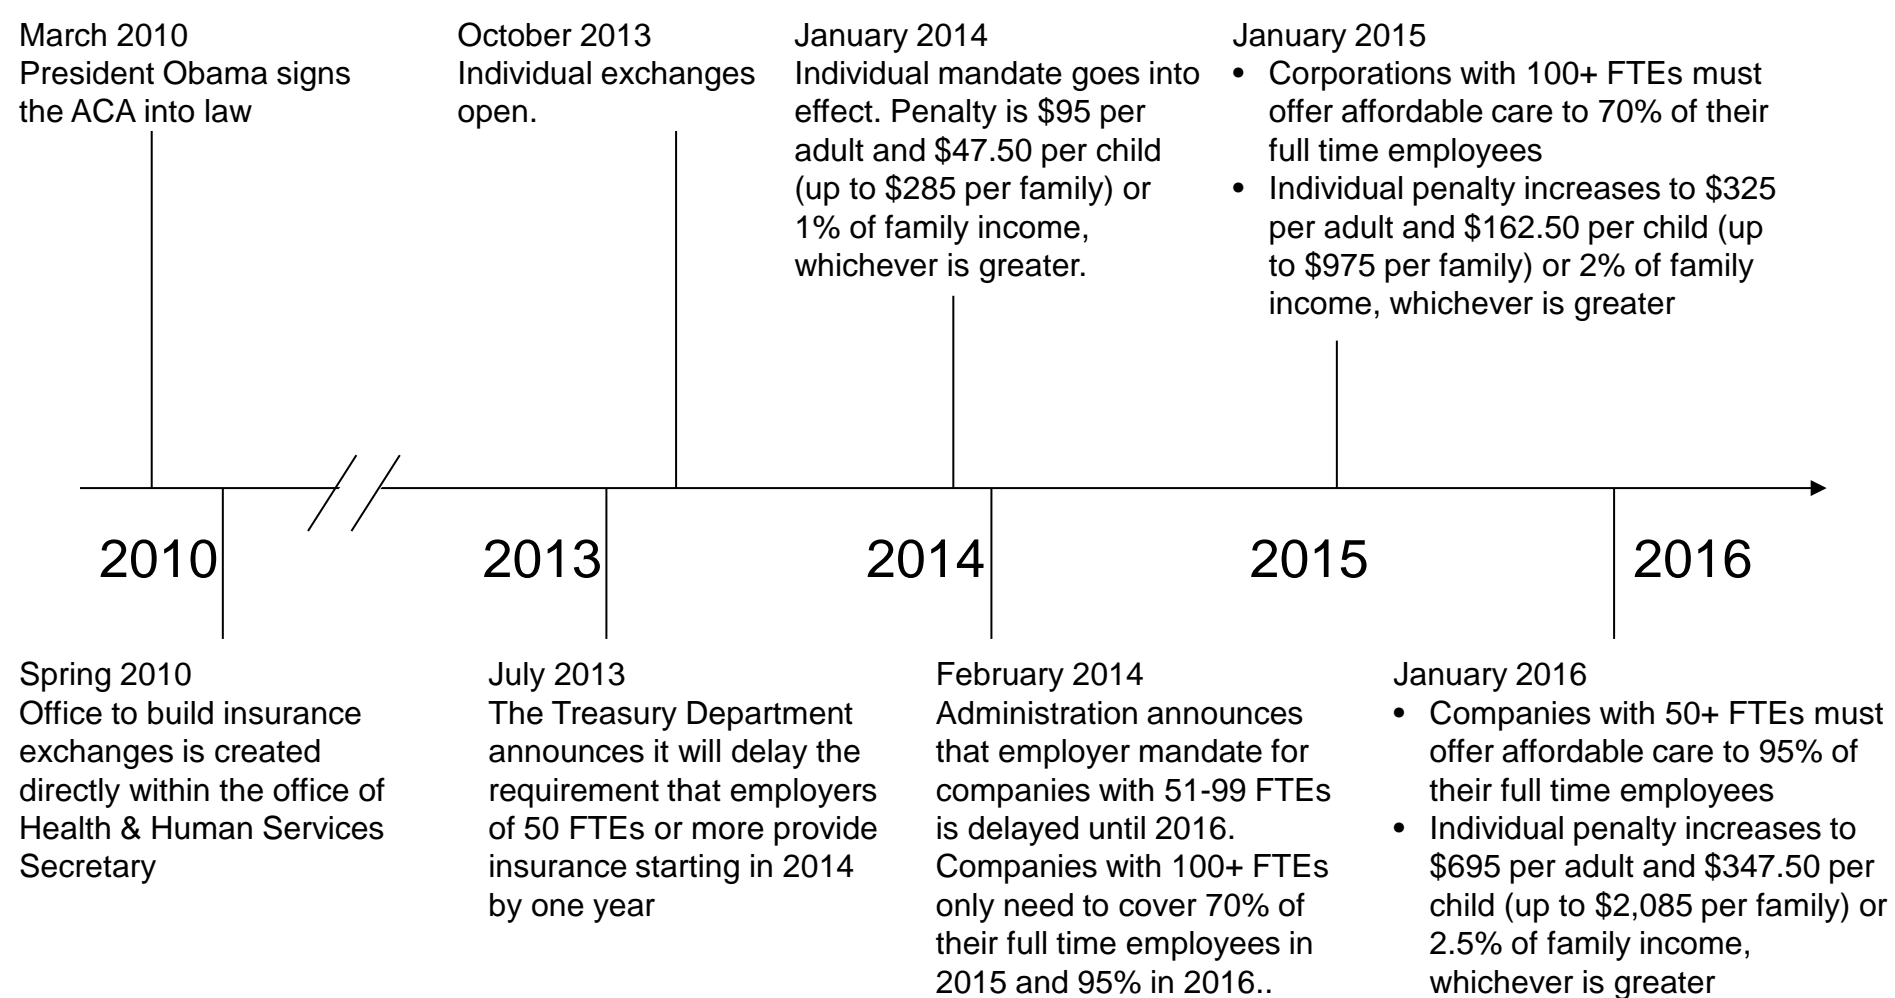 March 2010
President Obama signs
the ACA into law
October 2013
Individual exchanges
open.
January 2014
Individual mandate goes into
effect. Penalty is $95 per
adult and $47.50 per child
(up to $285 per family) or
1% of family income,
whichever is greater.
January 2015
• Corporations with 100+ FTEs must
offer affordable care to 70% of their
full time employees
• Individual penalty increases to $325
per adult and $162.50 per child (up
to $975 per family) or 2% of family
income, whichever is greater
2010
2013
2014
2015
2016
Spring 2010
Office to build insurance
exchanges is created
directly within the office of
Health & Human Services
Secretary
July 2013
The Treasury Department
announces it will delay the
requirement that employers
of 50 FTEs or more provide
insurance starting in 2014
by one year
February 2014
Administration announces
that employer mandate for
companies with 51-99 FTEs
is delayed until 2016.
Companies with 100+ FTEs
only need to cover 70% of
their full time employees in
2015 and 95% in 2016..
January 2016
• Companies with 50+ FTEs must
offer affordable care to 95% of
their full time employees
• Individual penalty increases to
$695 per adult and $347.50 per
child (up to $2,085 per family) or
2.5% of family income,
whichever is greater